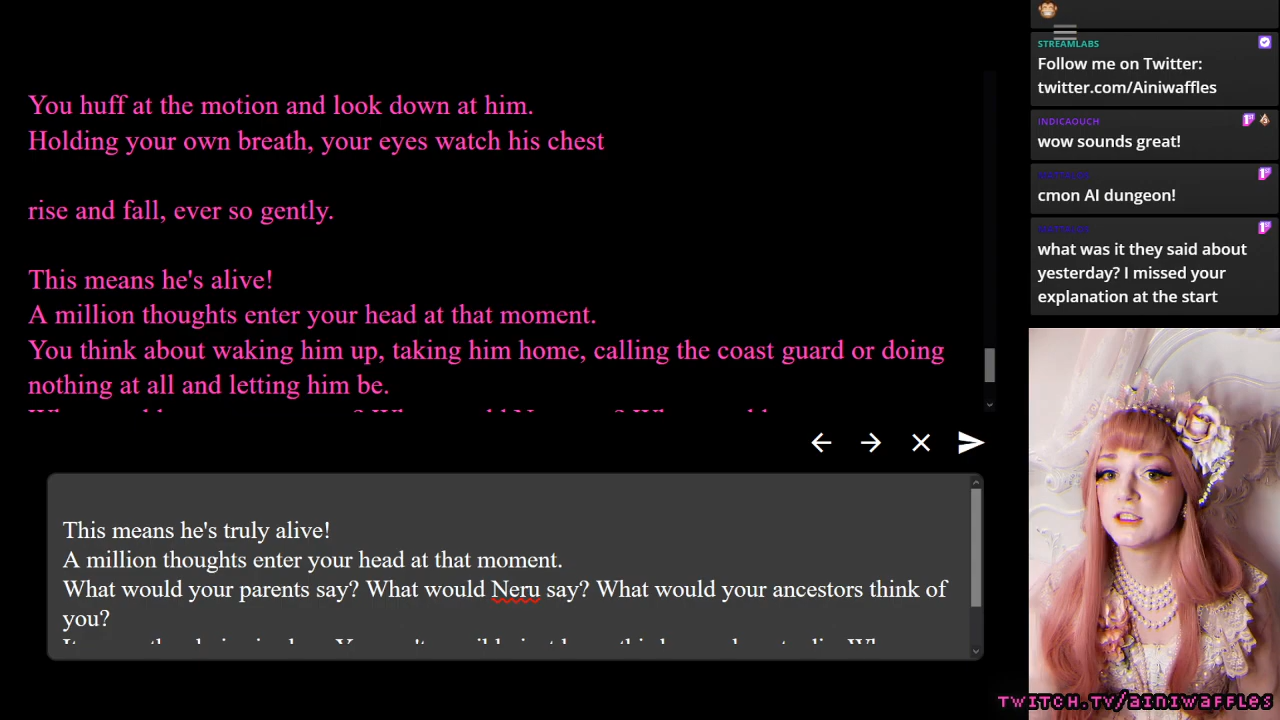 You huff at the motion and look down at him.
Holding your own breath, your eyes watch his chest
rise and fall, ever so gently.
This means he's alive!
A million thoughts enter your head at that moment.
You think about waking him up, taking him home, calling the coast guard or doing
nothing at all and letting him be.
This means he's truly alive!
A million thoughts enter your head at that moment.
What would your parents say? What would Neru say? What would your ancestors think of
you?
STREAMLABS
Follow me on Twitter:
twitter.com/Ainiwaffles
INDICAOUCH
wow sounds great!
cmon AI dungeon!
what was it they said about
yesterday? I missed your
explanation at the start
TWITCH.TV/AINIWAFFLES